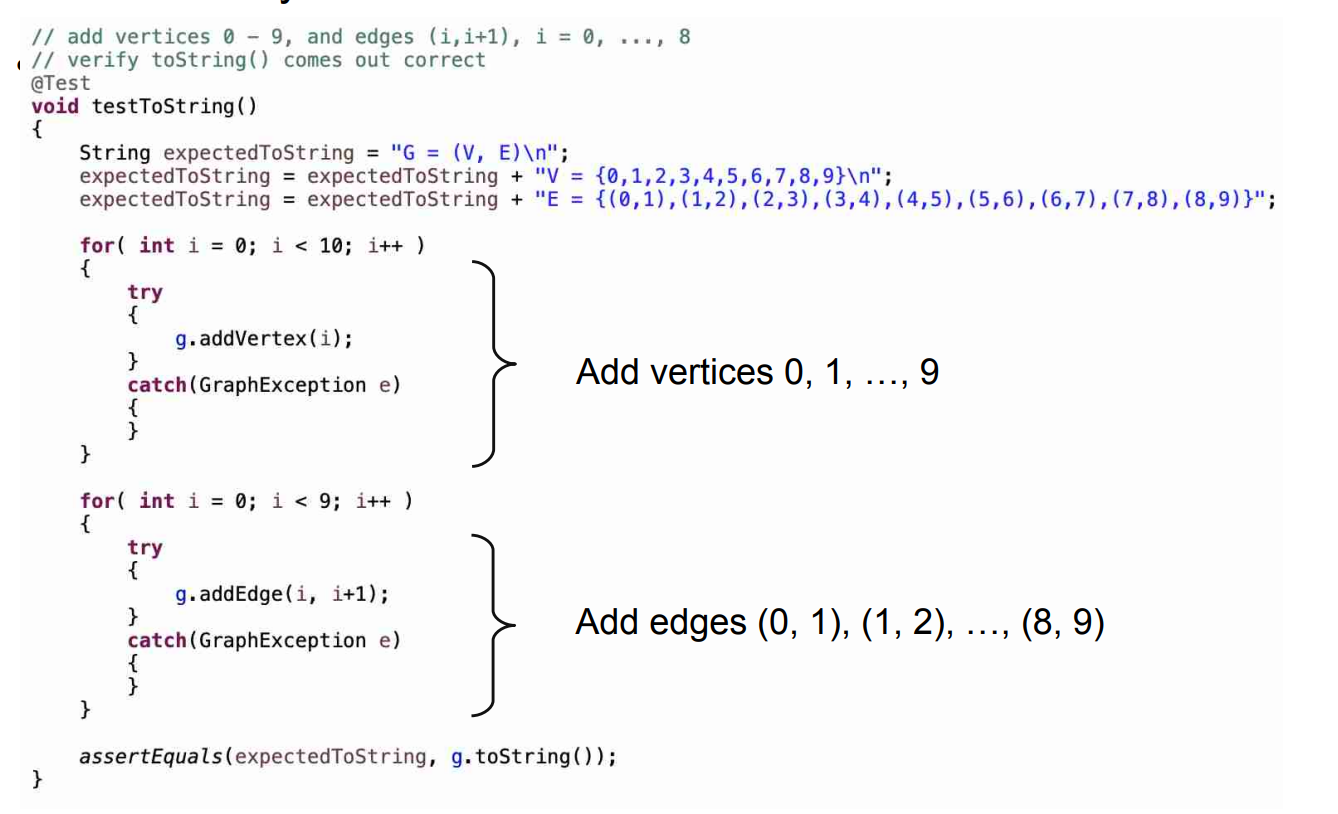 // add vertices 0 – 9, and edges (i,i+1), i = 0, ..., 8
// verify toString() comes out correct
@Test
void testToString()
{
    String expectedToString = "G = (V, E)\n";
    expectedToString = expectedToString + "V = {0,1,2,3,4,5,6,7,8,9}\n";
    expectedToString = expectedToString + "E = {(0,1),(1,2),(2,3),(3,4),(4,5),(5,6),(6,7),(7,8),(8,9)}";
    for( int i = 0; i < 10; i++ )
    {
        try
        {
            g.addVertex(i);
        }
        catch(GraphException e)
        {
        }
    }
Add vertices 0, 1, …, 9
    for( int i = 0; i < 9; i++ )
    {
        try
        {
            g.addEdge(i, i+1);
        }
        catch(GraphException e)
        {
        }
    }
Add edges (0, 1), (1, 2), …, (8, 9)
    assertEquals(expectedToString, g.toString());
}